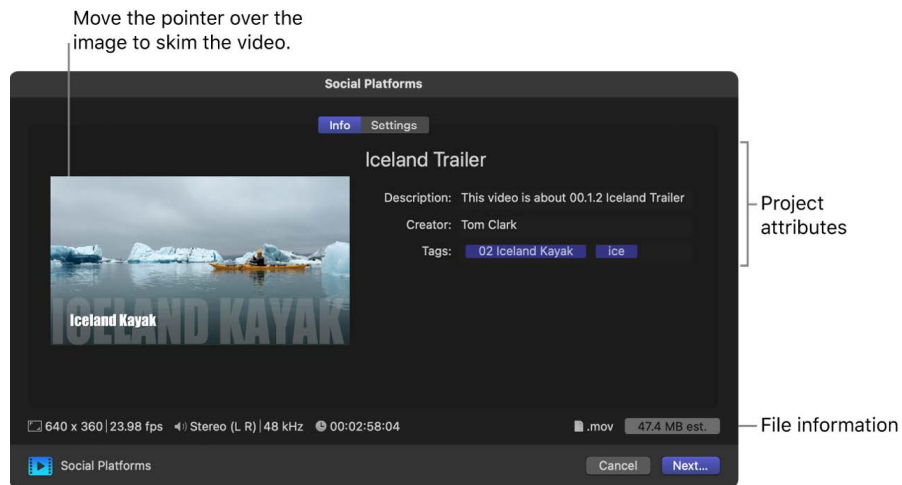 Move the pointer over the
image to skim the video.
Social Platforms
Info Settings
Iceland Trailer
Description: This video is about 00.1.2 Iceland Trailer
Creator: Tom Clark
Tags: 02 Iceland Kayak ice
ICELAND KAYAK
Iceland Kayak
Project
attributes
640 x 360 | 23.98 fps Stereo (L R) | 48 kHz 00:02:58:04 .mov 47.4 MB est.
File information
Social Platforms Cancel Next...